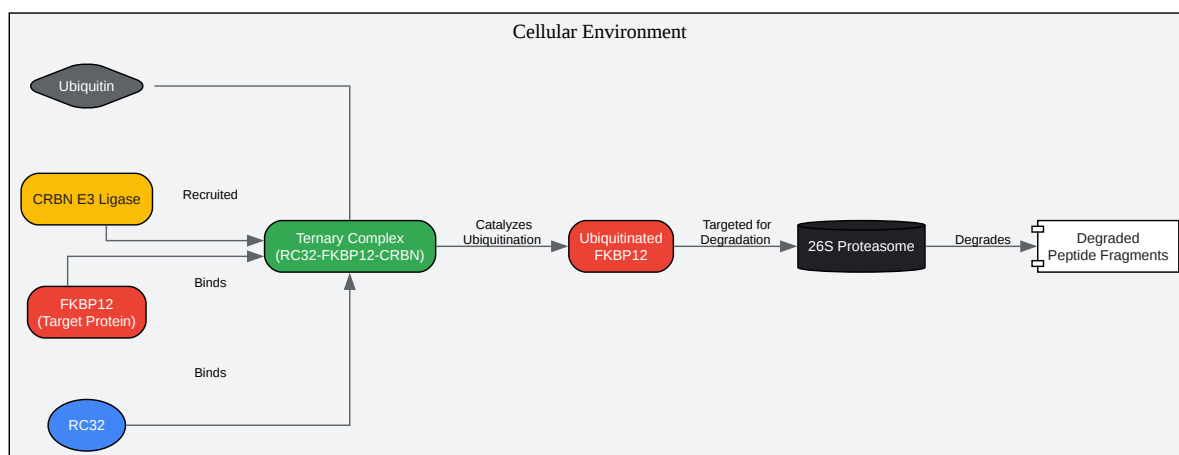 Cellular Environment
Ubiquitin
CRBN E3 Ligase
Recruited
Ternary Complex
(RC32-FKBP12-CRBN)
Catalyzes
Ubiquitination
Ubiquitinated
FKBP12
Targeted for
Degradation
26S Proteasome
Degrades
Degraded
Peptide Fragments
Binds
FKBP12
(Target Protein)
Binds
RC32